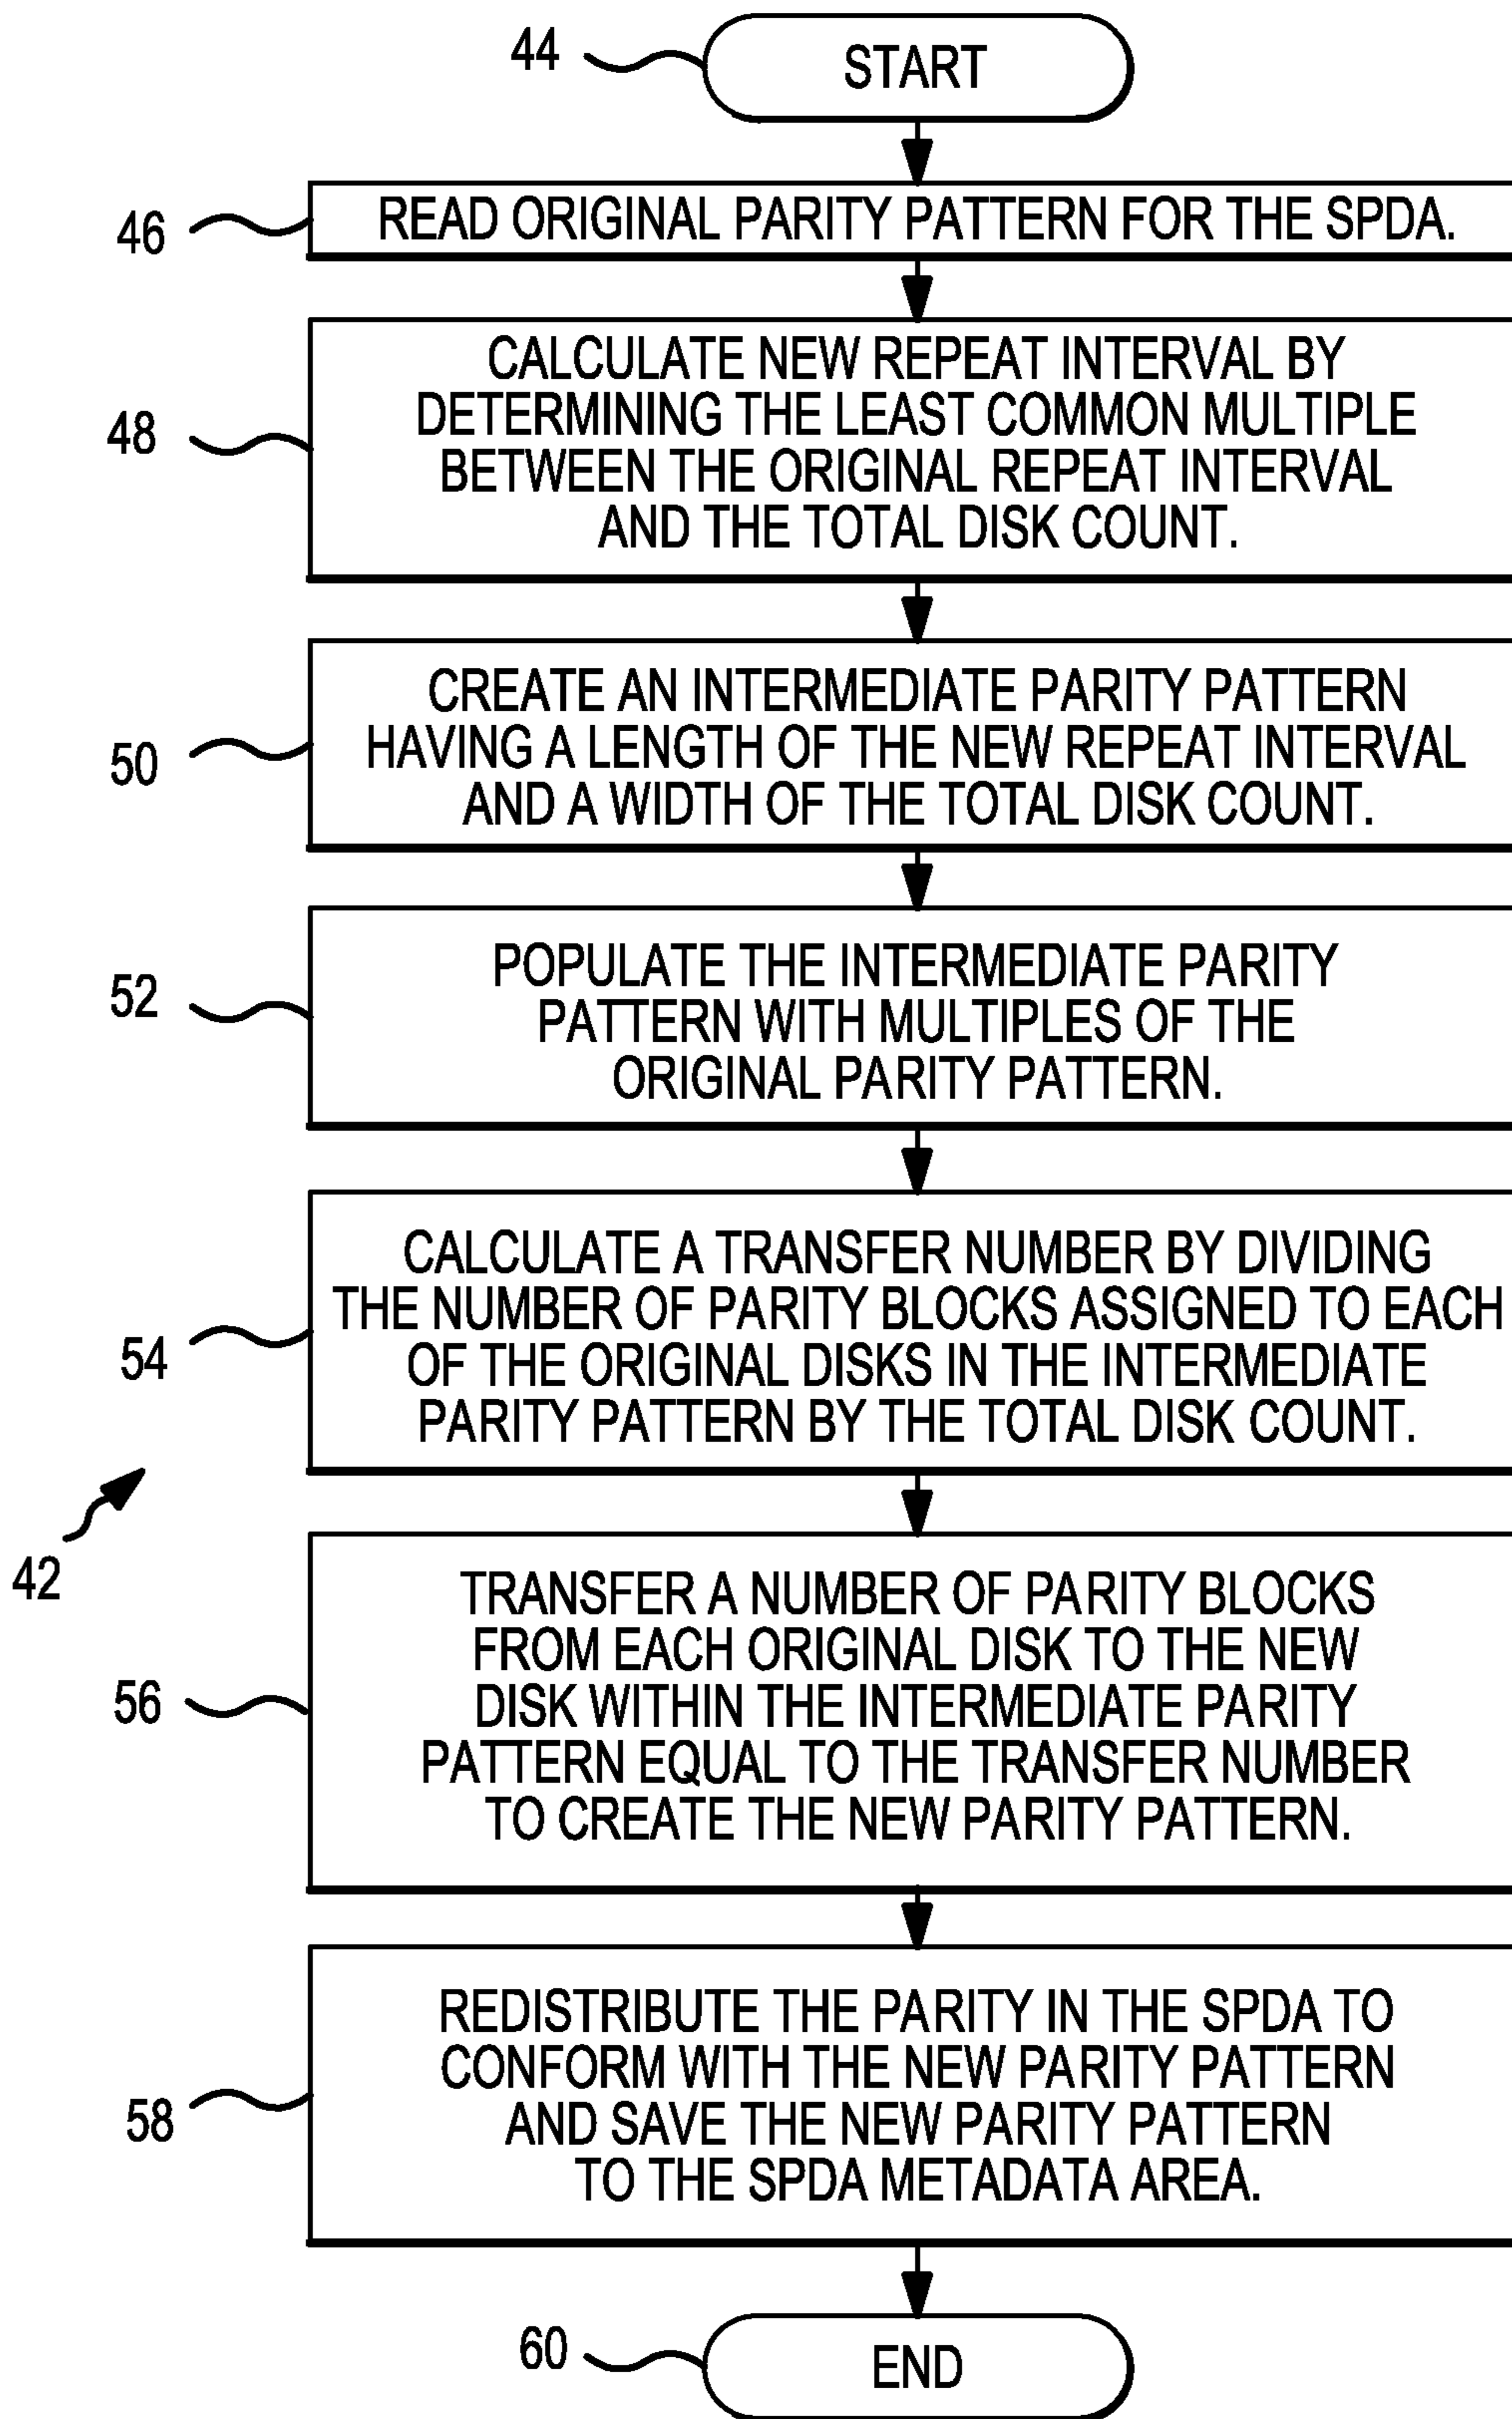 44
START
46
READ ORIGINAL PARITY PATTERN FOR THE SPDA.
48
CALCULATE NEW REPEAT INTERVAL BY
DETERMINING THE LEAST COMMON MULTIPLE
BETWEEN THE ORIGINAL REPEAT INTERVAL
AND THE TOTAL DISK COUNT.
50
CREATE AN INTERMEDIATE PARITY PATTERN
HAVING A LENGTH OF THE NEW REPEAT INTERVAL
AND A WIDTH OF THE TOTAL DISK COUNT.
52
POPULATE THE INTERMEDIATE PARITY
PATTERN WITH MULTIPLES OF THE
ORIGINAL PARITY PATTERN.
54
CALCULATE A TRANSFER NUMBER BY DIVIDING
THE NUMBER OF PARITY BLOCKS ASSIGNED TO EACH
OF THE ORIGINAL DISKS IN THE INTERMEDIATE
PARITY PATTERN BY THE TOTAL DISK COUNT.
42
56
TRANSFER A NUMBER OF PARITY BLOCKS
FROM EACH ORIGINAL DISK TO THE NEW
DISK WITHIN THE INTERMEDIATE PARITY
PATTERN EQUAL TO THE TRANSFER NUMBER
TO CREATE THE NEW PARITY PATTERN.
58
REDISTRIBUTE THE PARITY IN THE SPDA TO
CONFORM WITH THE NEW PARITY PATTERN
AND SAVE THE NEW PARITY PATTERN
TO THE SPDA METADATA AREA.
60
END